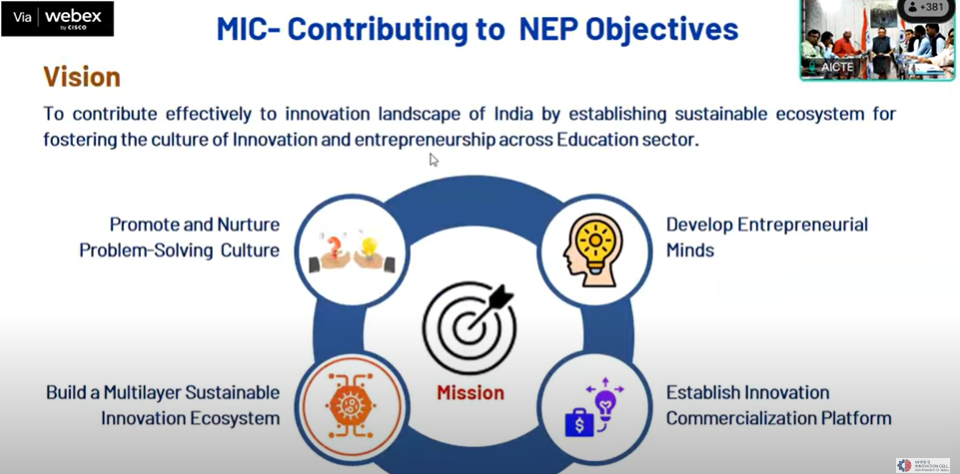 Via webex
by CISCO
MIC- Contributing to NEP Objectives
+381
AICTE
Vision
To contribute effectively to innovation landscape of India by establishing sustainable ecosystem for
fostering the culture of Innovation and entrepreneurship across Education sector.
Promote and Nurture
Problem-Solving Culture
Develop Entrepreneurial
Minds
Mission
Build a Multilayer Sustainable
Innovation Ecosystem
$
Establish Innovation
Commercialization Platform
INNOVATION CELL